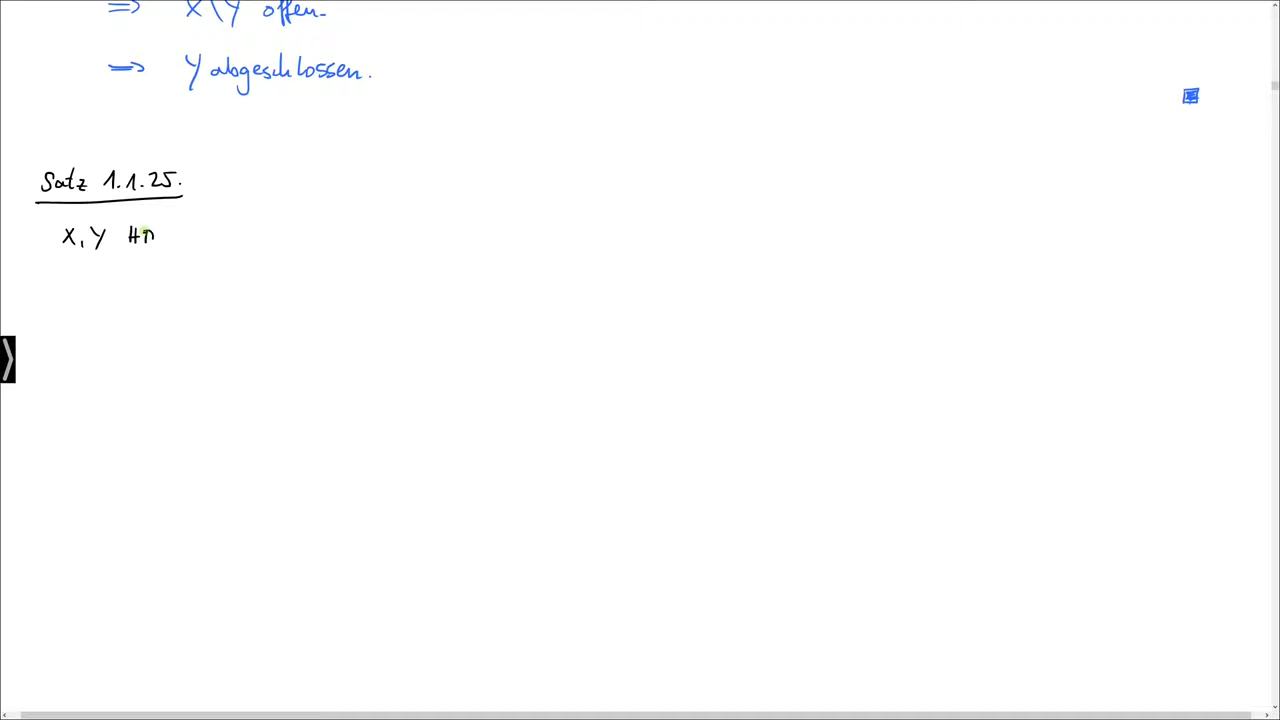 ⇒ X \ Y offen.
⇒ Y abgeschlossen.
Satz 1.1.25.
X, Y